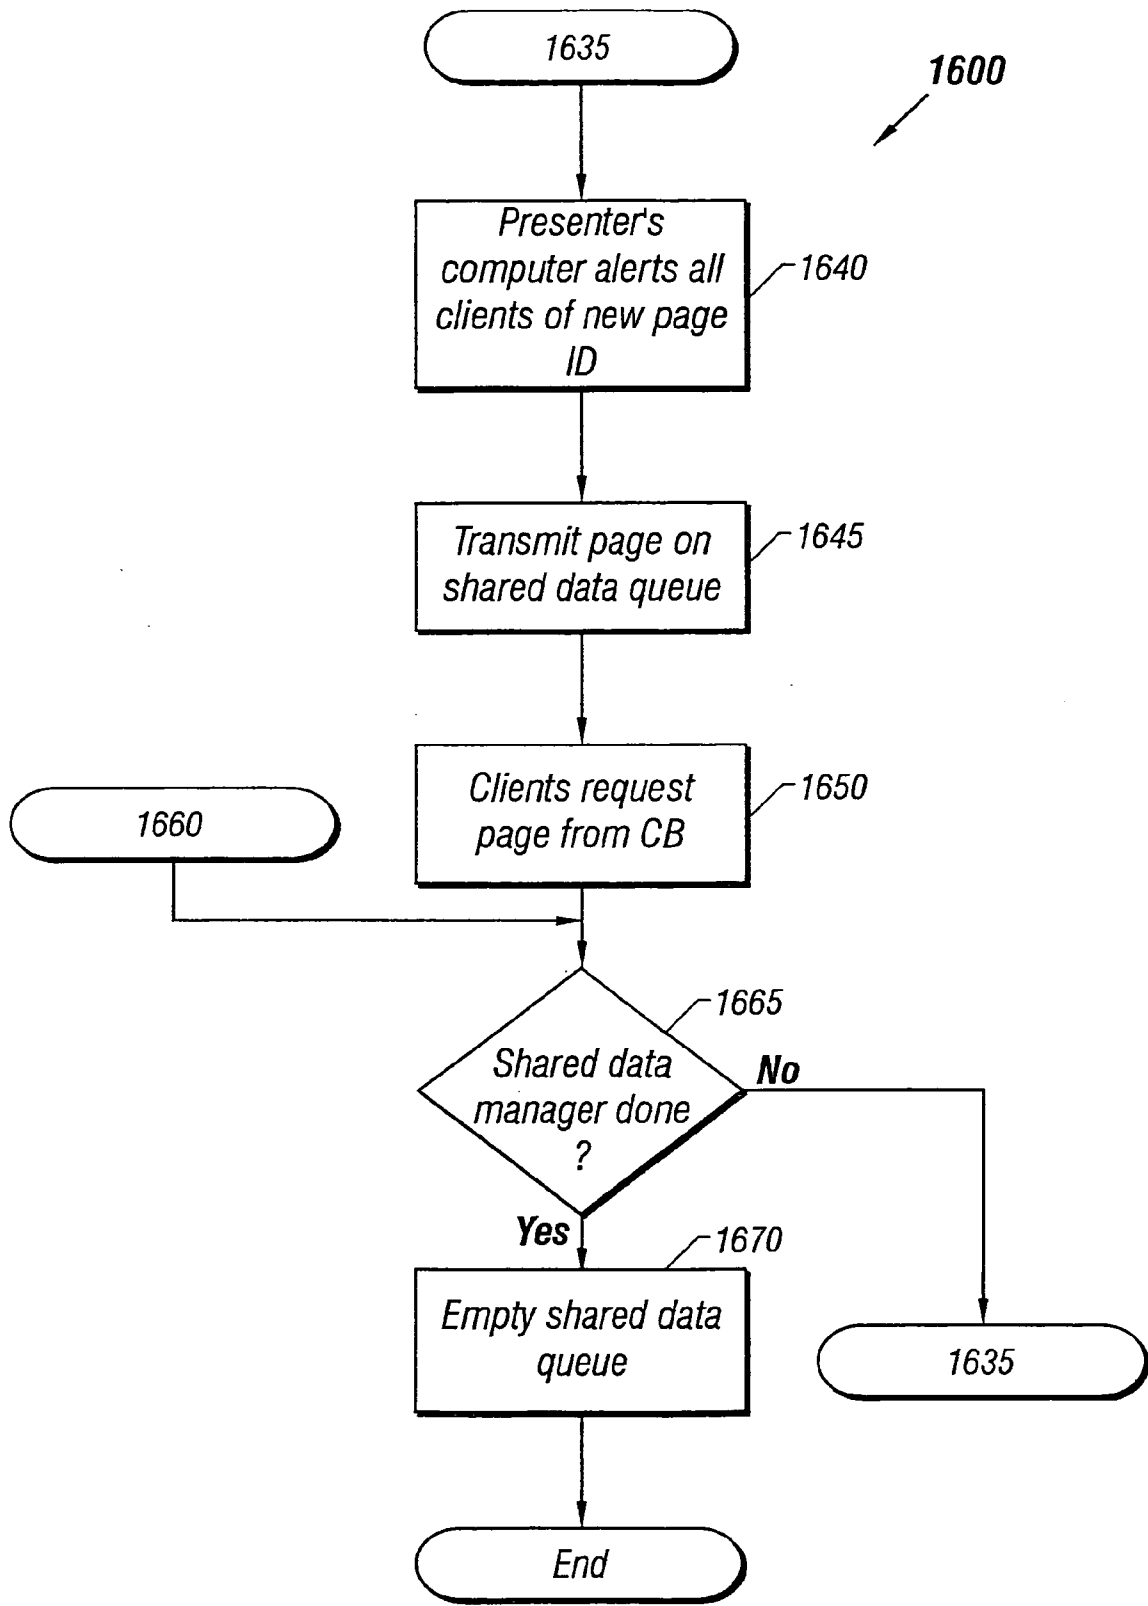 1635
1600
Presenter's
computer alerts all
clients of new page
ID
1640
Transmit page on
shared data queue
1645
Clients request
page from CB
1650
1660
1665
Shared data
manager done
?
No
Yes
1670
Empty shared data
queue
1635
End